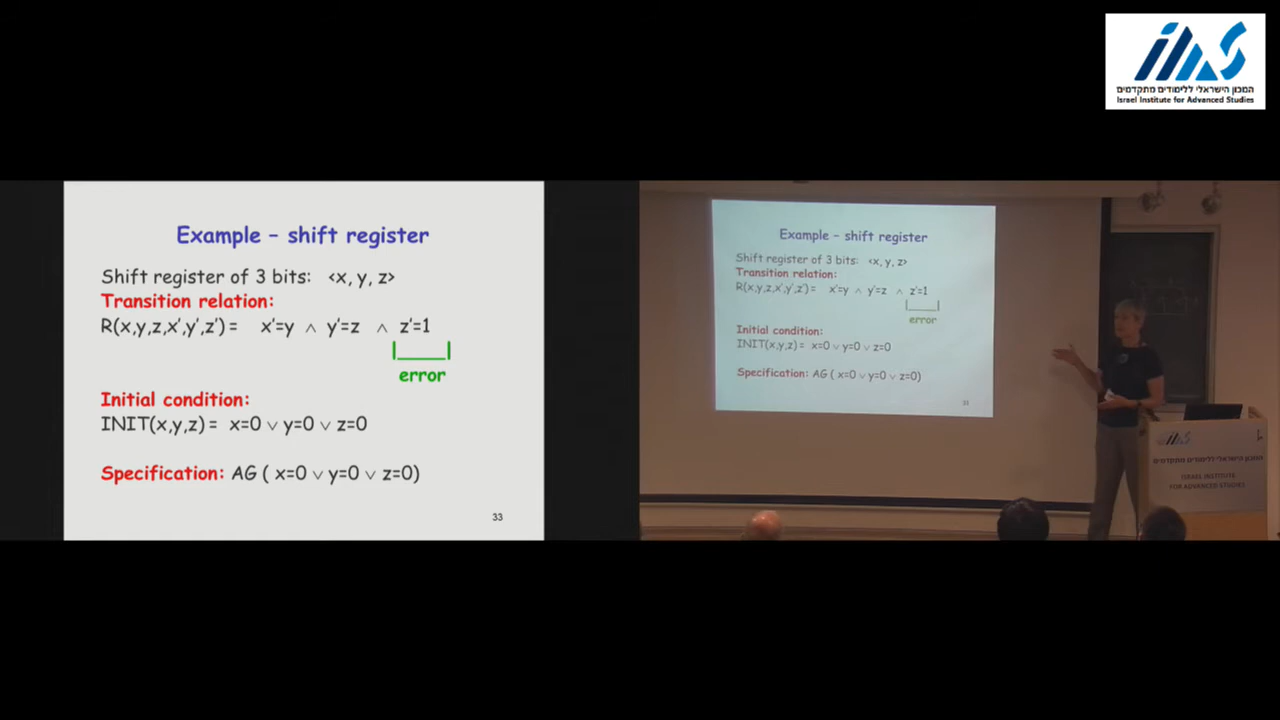 המכון הישראלי ללימודים מתקדמים
Israel Institute for Advanced Studies
Example – shift register
Shift register of 3 bits: <x, y, z>
Transition relation:
R(x,y,z,x',y',z') = x'=y ∧ y'=z ∧ z'=1
error
Initial condition:
INIT(x,y,z) = x=0 ∨ y=0 ∨ z=0
Specification: AG ( x=0 ∨ y=0 ∨ z=0)
33
Example – shift register
Shift register of 3 bits: <x, y, z>
Transition relation:
R(x,y,z,x',y',z') = x'=y ∧ y'=z ∧ z'=1
error
Initial condition:
INIT(x,y,z) = x=0 ∨ y=0 ∨ z=0
Specification: AG ( x=0 ∨ y=0 ∨ z=0)
33
המכון הישראלי ללימודים מתקדמים
ISRAEL INSTITUTE
FOR ADVANCED STUDIES